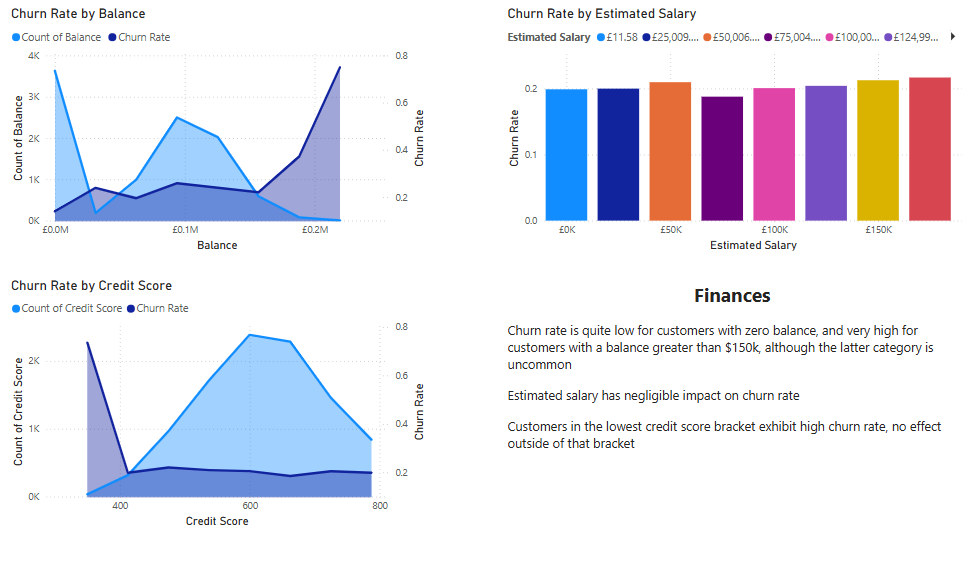 Churn Rate by Balance
Count of Balance Churn Rate
4K
3K
2K
1K
0K
Count of Balance
0.8
0.6
0.4
0.2
Churn Rate
£0.0M £0.1M £0.2M
Balance
Churn Rate by Estimated Salary
Estimated Salary £11.58 £25,009.... £50,006.... £75,004.... £100,00... £124,99...
0.2
0.1
0.0
Churn Rate
£0K £50K £100K £150K
Estimated Salary
Churn Rate by Credit Score
Count of Credit Score Churn Rate
2K
1K
0K
Count of Credit Score
0.8
0.6
0.4
0.2
Churn Rate
400 600 800
Credit Score
Finances
Churn rate is quite low for customers with zero balance, and very high for
customers with a balance greater than $150k, although the latter category is
uncommon
Estimated salary has negligible impact on churn rate
Customers in the lowest credit score bracket exhibit high churn rate, no effect
outside of that bracket